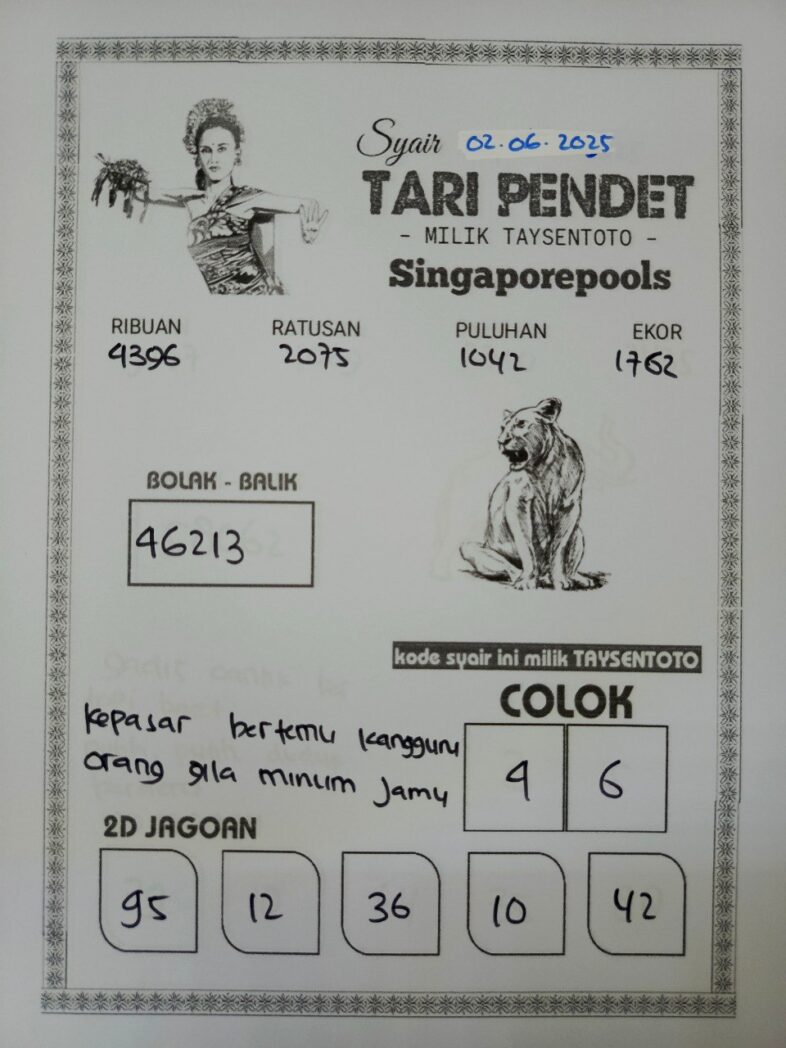 Syair 02.06.2025
TARI PENDET
- MILIK TAYSENTOTO -
Singaporepools
RIBUAN RATUSAN PULUHAN EKOR
4396 2075 1042 1762
BOLAK - BALIK
46213
kode syair ini milik TAYSENTOTO
COLOK
kepasar bertemu kangguru
orang gila minum jamu
4 6
2D JAGOAN
95 12 36 10 42